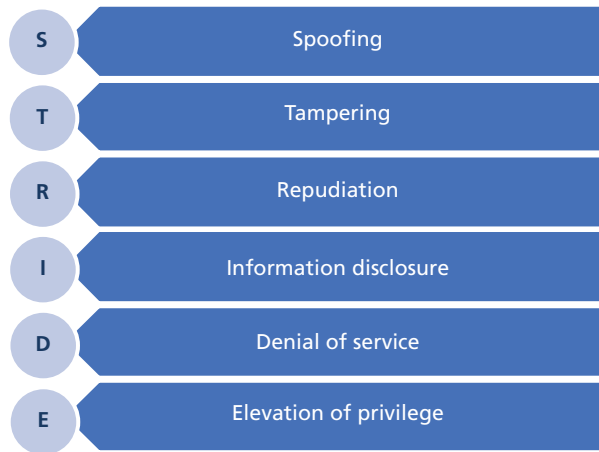 S Spoofing
T Tampering
R Repudiation
I Information disclosure
D Denial of service
E Elevation of privilege